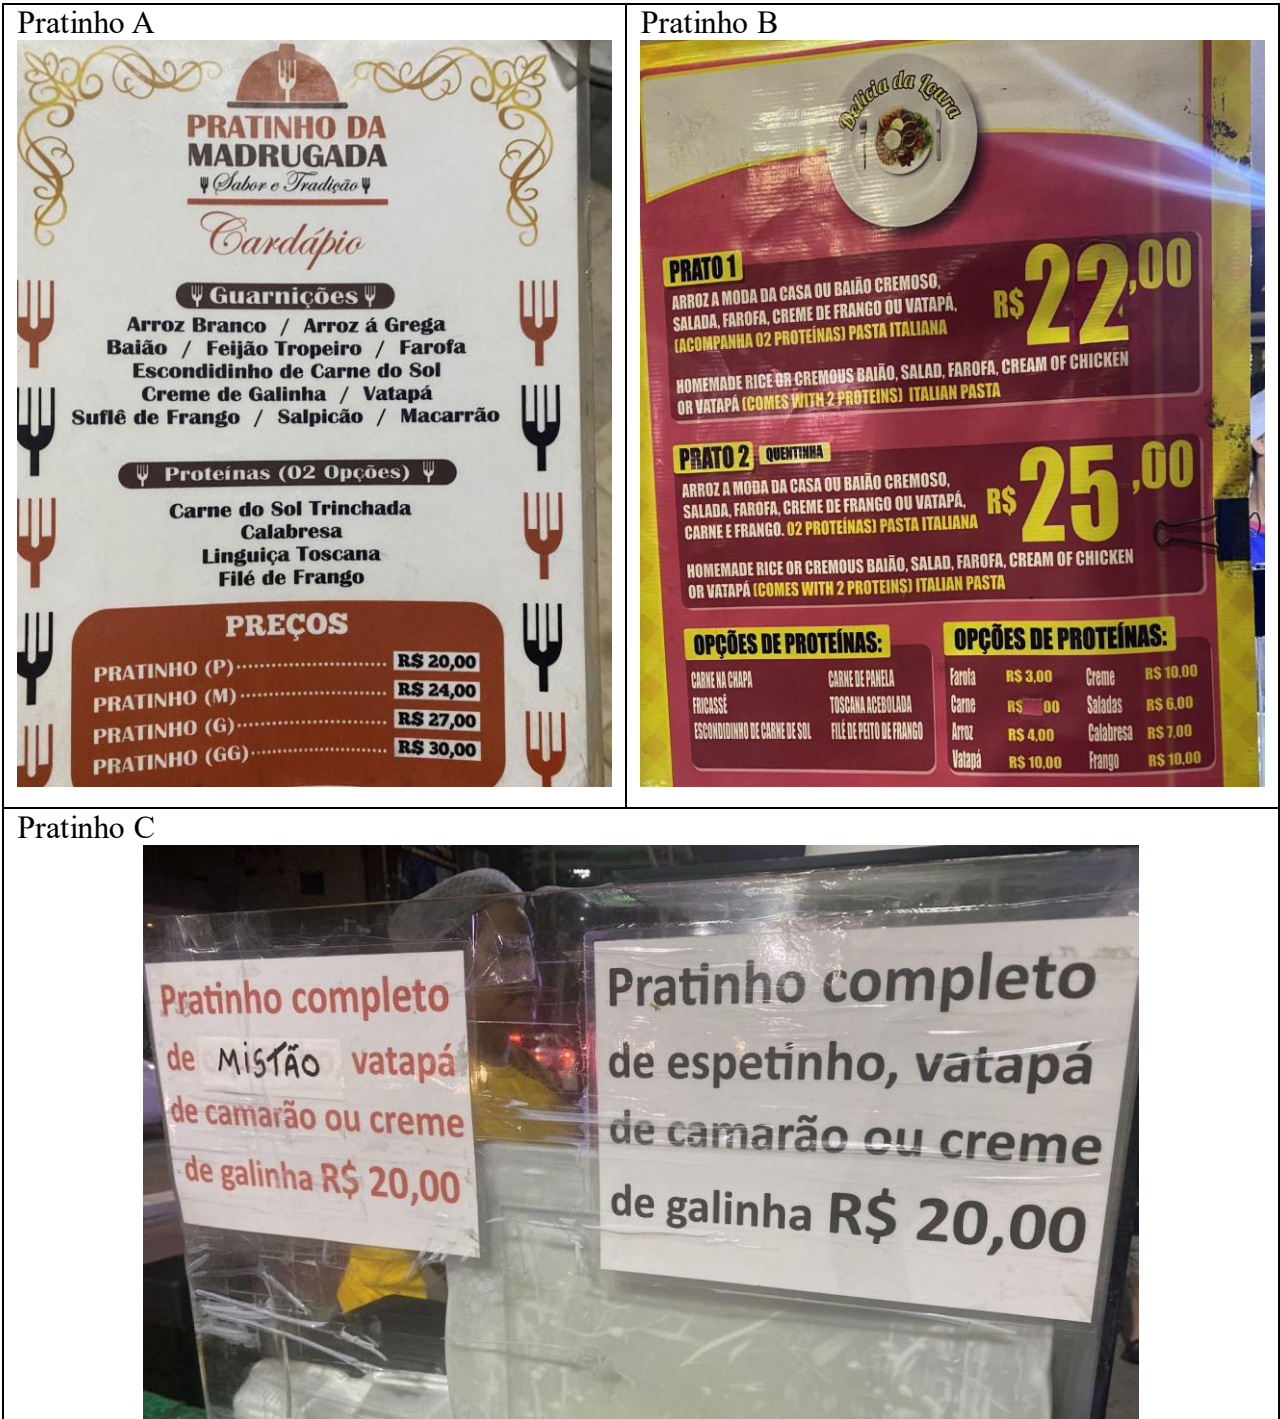 Pratinho A
PRATINHO DA
MADRUGADA
Sabor e Tradição
Cardápio
Guarnições
Arroz Branco / Arroz á Grega
Baião / Feijão Tropeiro / Farofa
Escondidinho de Carne do Sol
Creme de Galinha / Vatapá
Suflê de Frango / Salpicão / Macarrão
Proteínas (02 Opções)
Carne do Sol Trinchada
Calabresa
Linguiça Toscana
Filé de Frango
PREÇOS
PRATINHO (P) R$ 20,00
PRATINHO (M) R$ 24,00
PRATINHO (G) R$ 27,00
PRATINHO (GG) R$ 30,00
Pratinho B
Delicia da Loura
PRATO 1
ARROZ A MODA DA CASA OU BAIÃO CREMOSO,
SALADA, FAROFA, CREME DE FRANGO OU VATAPÁ,
(ACOMPANHA 02 PROTEÍNAS) PASTA ITALIANA
R$ 22,00
HOMEMADE RICE OR CREMOUS BAIÃO, SALAD, FAROFA, CREAM OF CHICKEN
OR VATAPÁ (COMES WITH 2 PROTEINS) ITALIAN PASTA
PRATO 2 QUENTINHA
ARROZ A MODA DA CASA OU BAIÃO CREMOSO,
SALADA, FAROFA, CREME DE FRANGO OU VATAPÁ,
CARNE E FRANGO. 02 PROTEÍNAS) PASTA ITALIANA
R$ 25,00
HOMEMADE RICE OR CREMOUS BAIÃO, SALAD, FAROFA, CREAM OF CHICKEN
OR VATAPÁ (COMES WITH 2 PROTEINS) ITALIAN PASTA
OPÇÕES DE PROTEÍNAS:
CARNE NA CHAPA CARNE DE PANELA
FRICASSÊ TOSCANA ACEBOLADA
ESCONDIDINHO DE CARNE DE SOL FILÉ DE PEITO DE FRANGO
OPÇÕES DE PROTEÍNAS:
Farofa R$ 3,00 Creme R$ 10,00
Carne R$ 00 Saladas R$ 6,00
Arroz R$ 4,00 Calabresa R$ 7,00
Vatapá R$ 10,00 Frango R$ 10,00
Pratinho C
Pratinho completo
de MISTÃO vatapá
de camarão ou creme
de galinha R$ 20,00
Pratinho completo
de espetinho, vatapá
de camarão ou creme
de galinha R$ 20,00